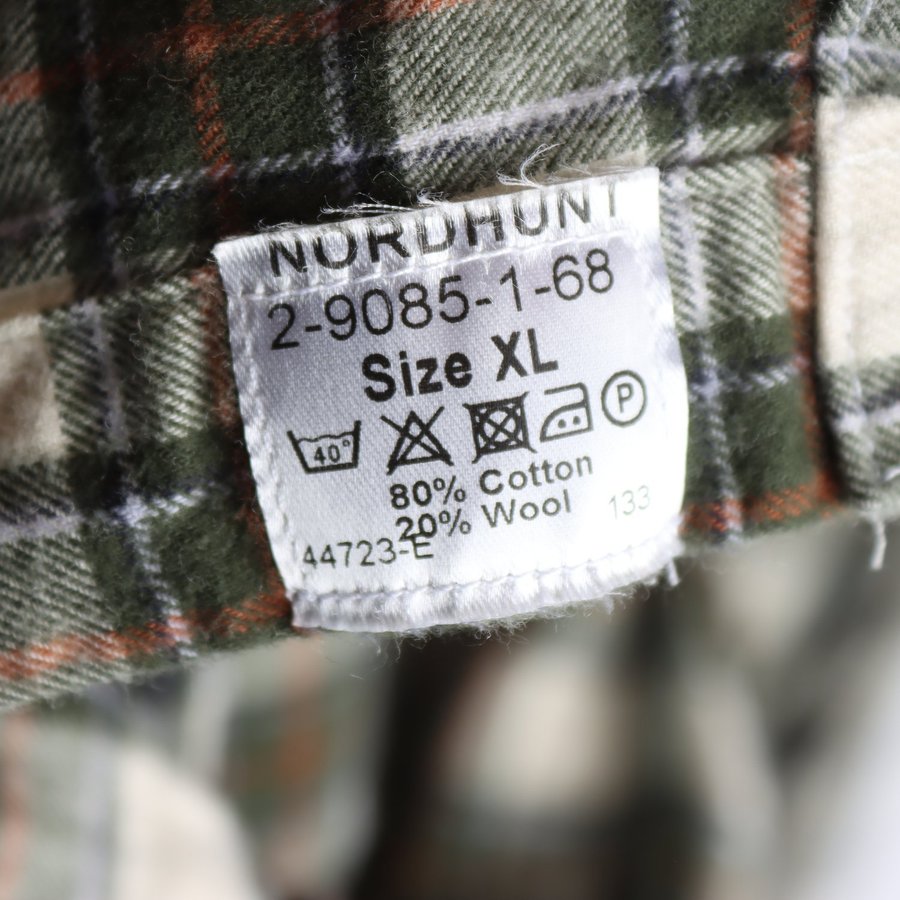 NORDHUNT
2-9085-1-68
Size XL
40°
P
80% Cotton
20% Wool
133
44723-E